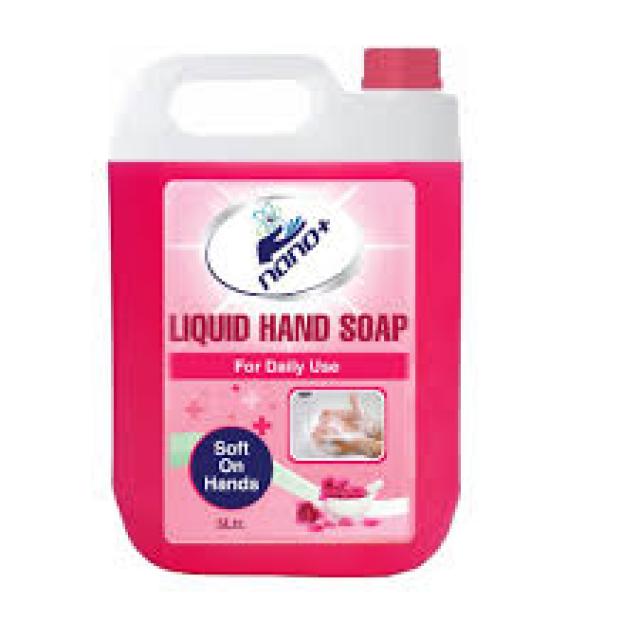 nano+
LIQUID HAND SOAP
For Daily Use
Soft
On
Hands
5Ltr.